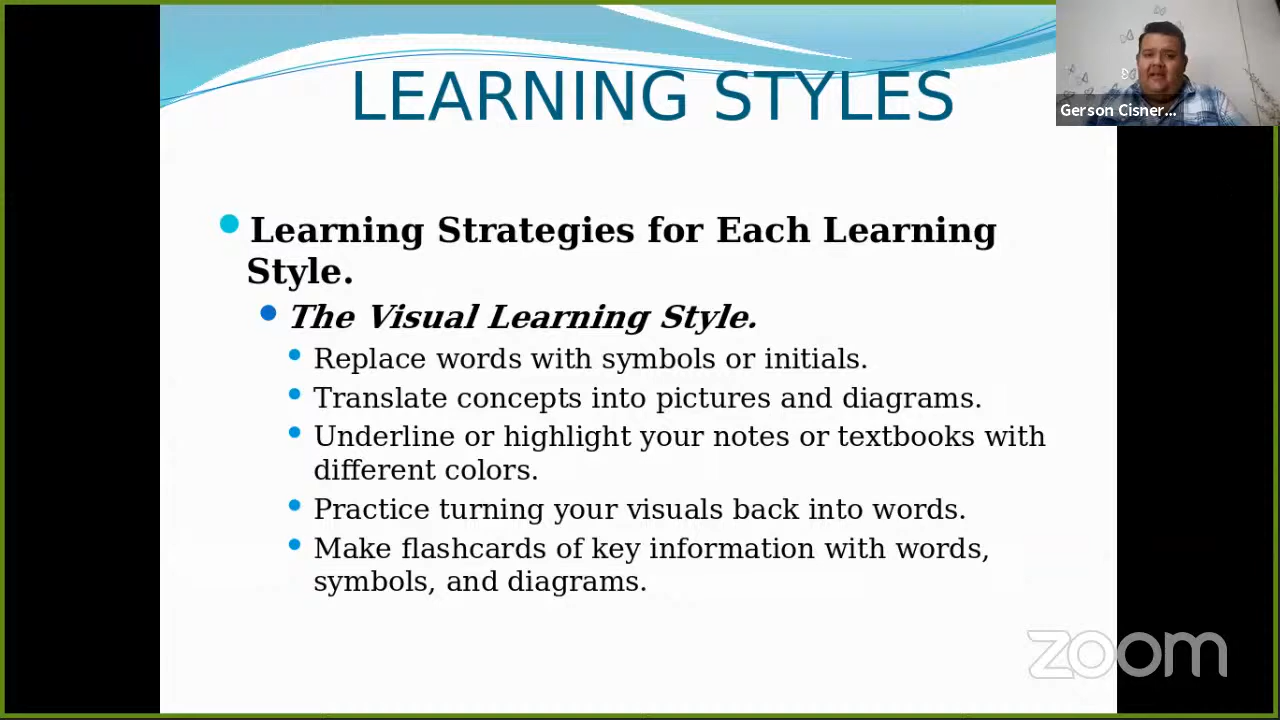 LEARNING STYLES
Gerson Cisner...
Learning Strategies for Each Learning
Style.
The Visual Learning Style.
Replace words with symbols or initials.
Translate concepts into pictures and diagrams.
Underline or highlight your notes or textbooks with
different colors.
Practice turning your visuals back into words.
Make flashcards of key information with words,
symbols, and diagrams.
zoom